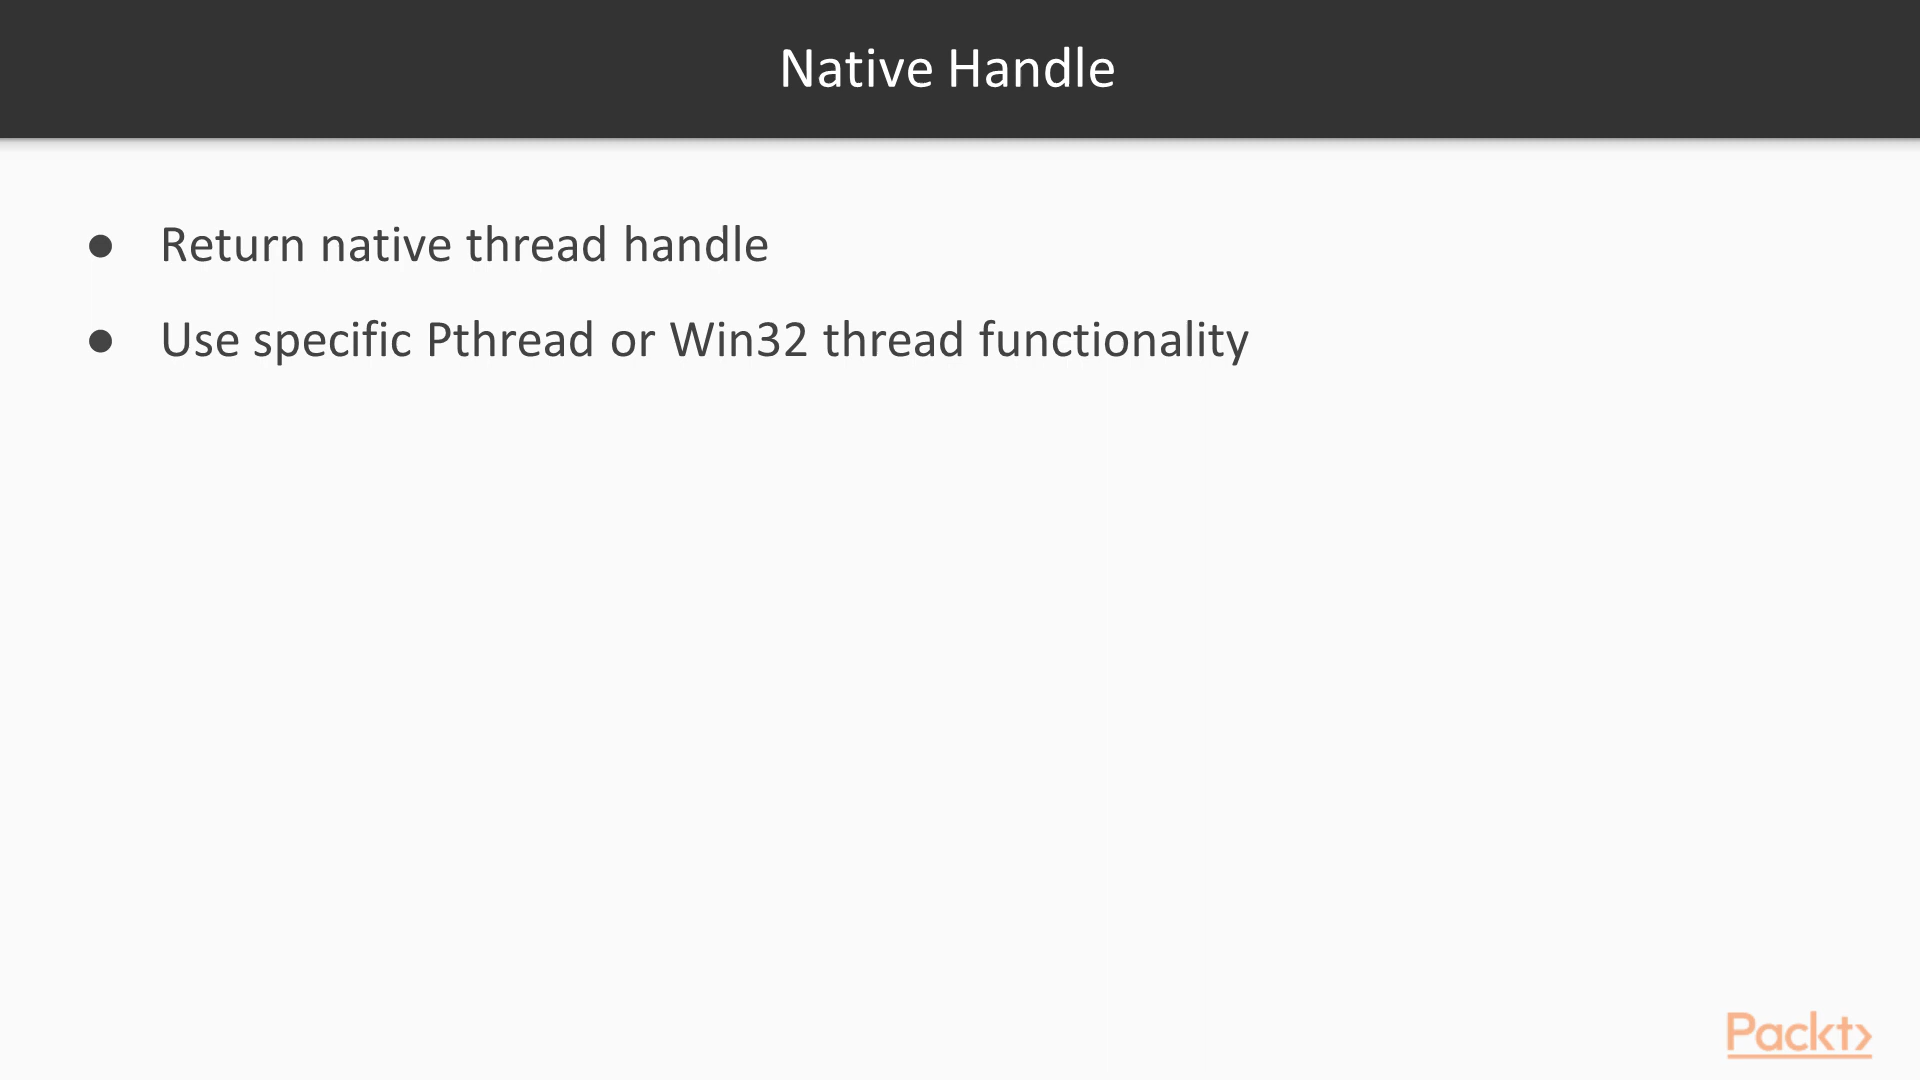 Native Handle
● Return native thread handle
● Use specific Pthread or Win32 thread functionality
Packt>